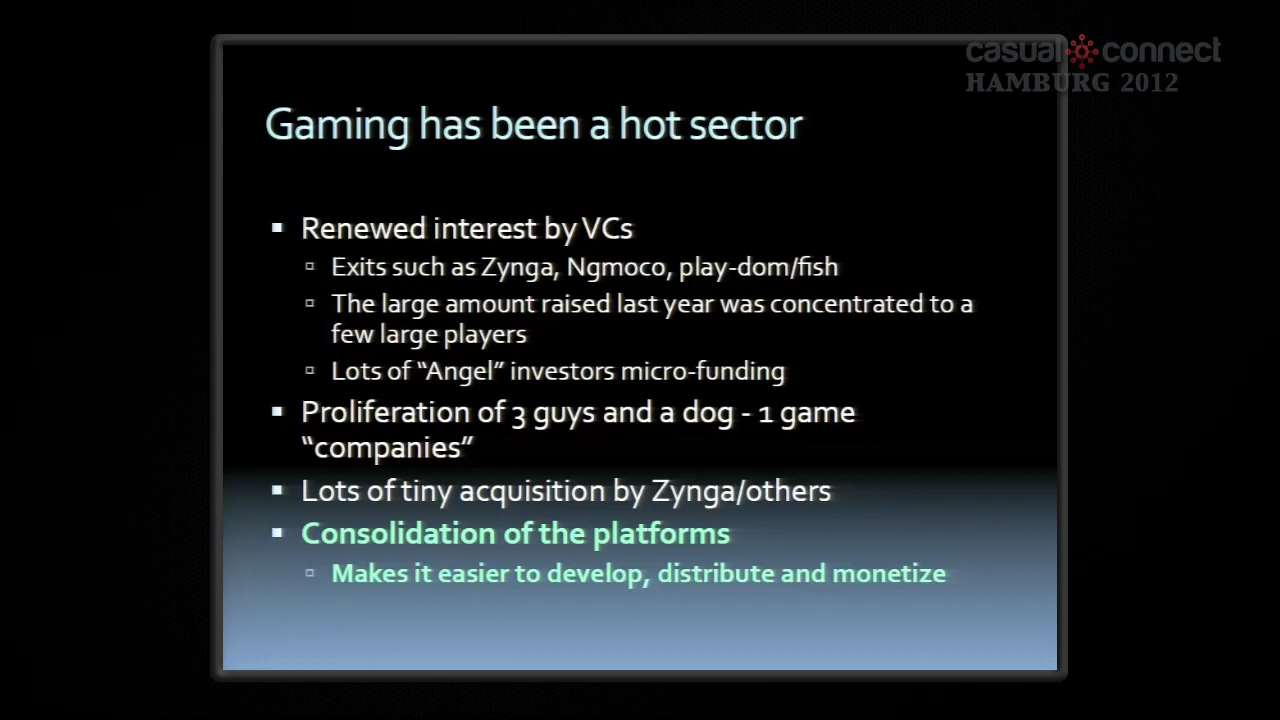 casual connect
HAMBURG 2012
Gaming has been a hot sector
Renewed interest by VCs
Exits such as Zynga, Ngmoco, play-dom/fish
The large amount raised last year was concentrated to a
few large players
Lots of “Angel” investors micro-funding
Proliferation of 3 guys and a dog - 1 game
“companies”
Lots of tiny acquisition by Zynga/others
Consolidation of the platforms
Makes it easier to develop, distribute and monetize